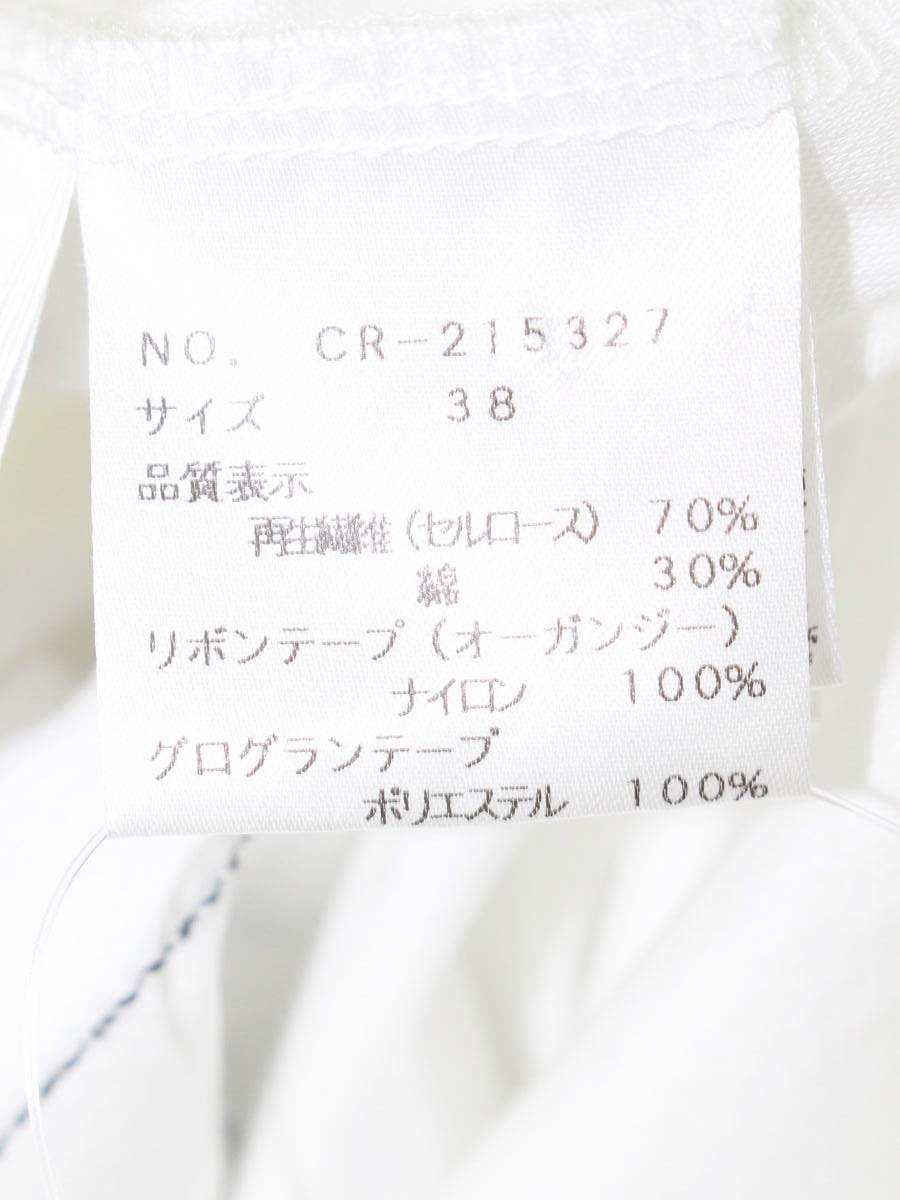 NO. CR-215327
サイズ 38
品質表示
再生繊維(セルロース) 70%
綿 30%
リボンテープ(オーガンジー)
ナイロン 100%
グログランテープ
ポリエステル 100%